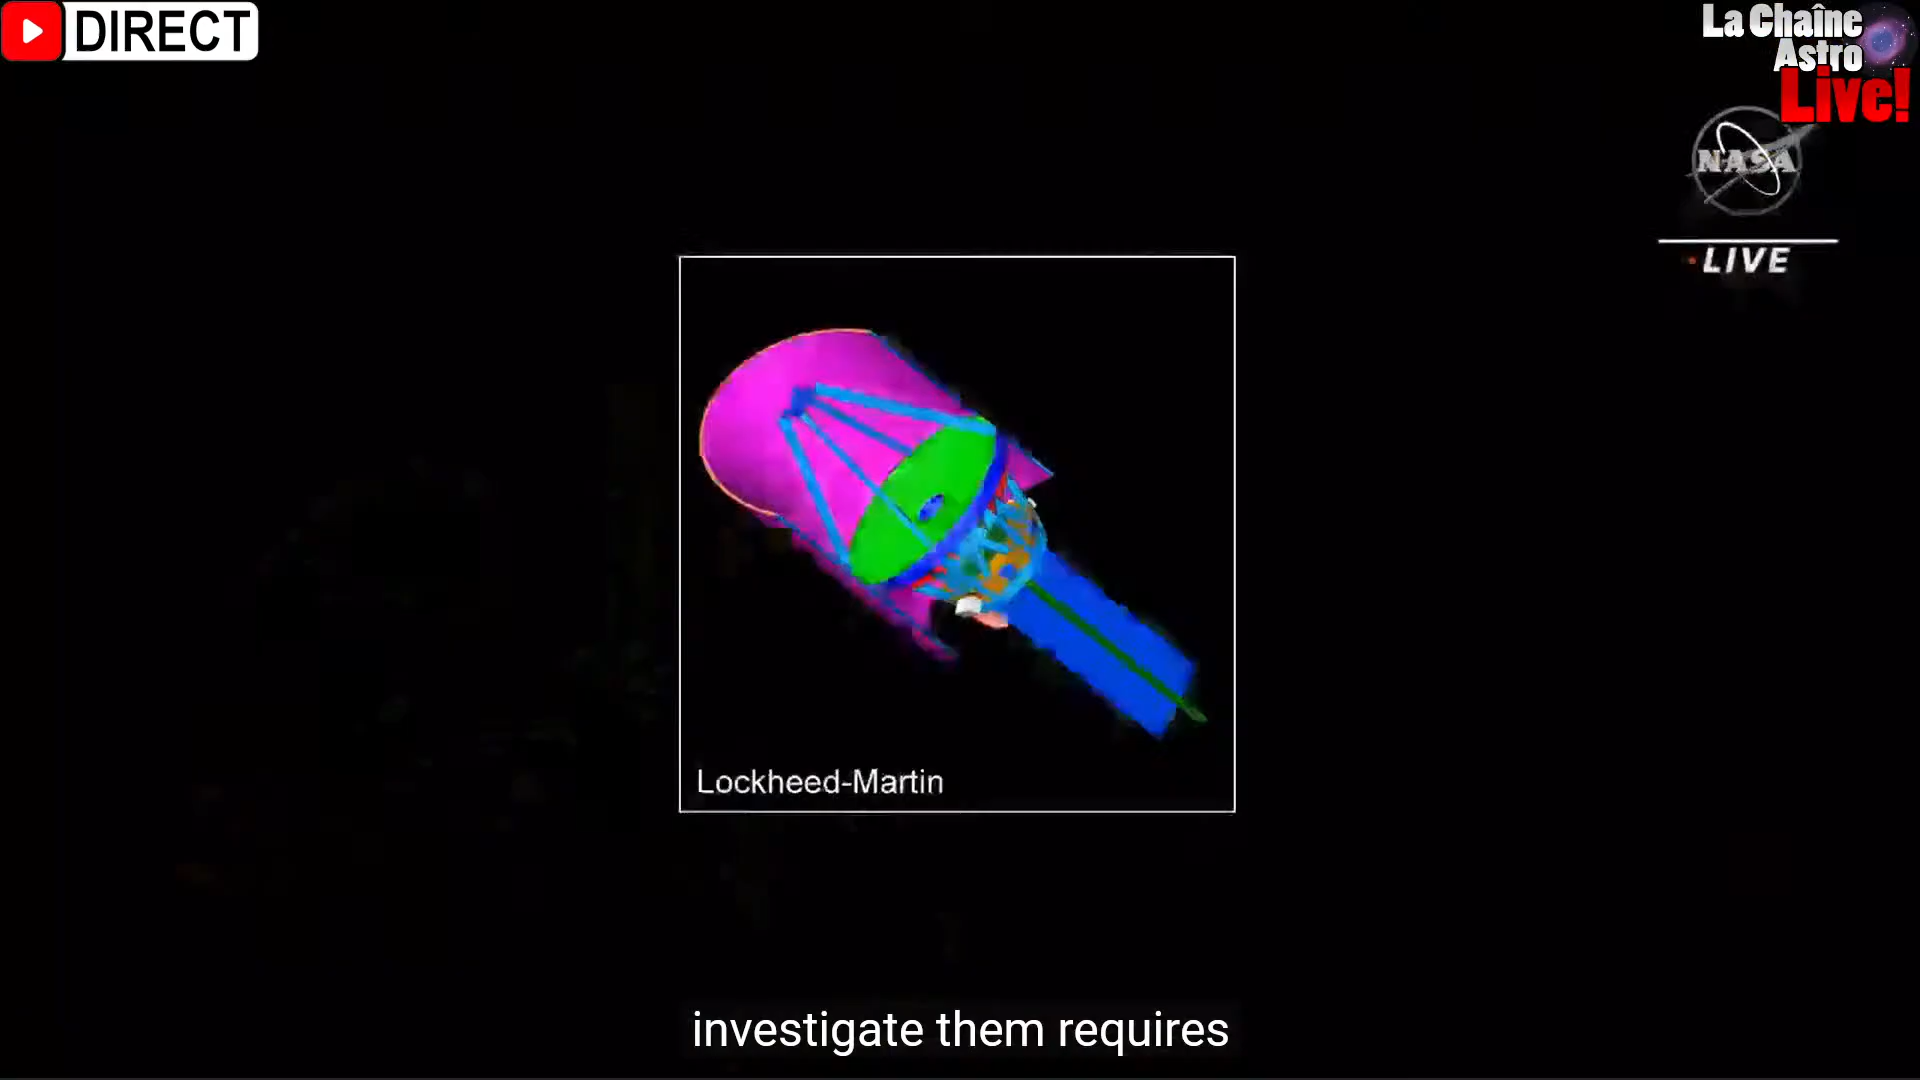 DIRECT
La Chaîne
Astro
Live!
NASA
LIVE
Lockheed-Martin
investigate them requires